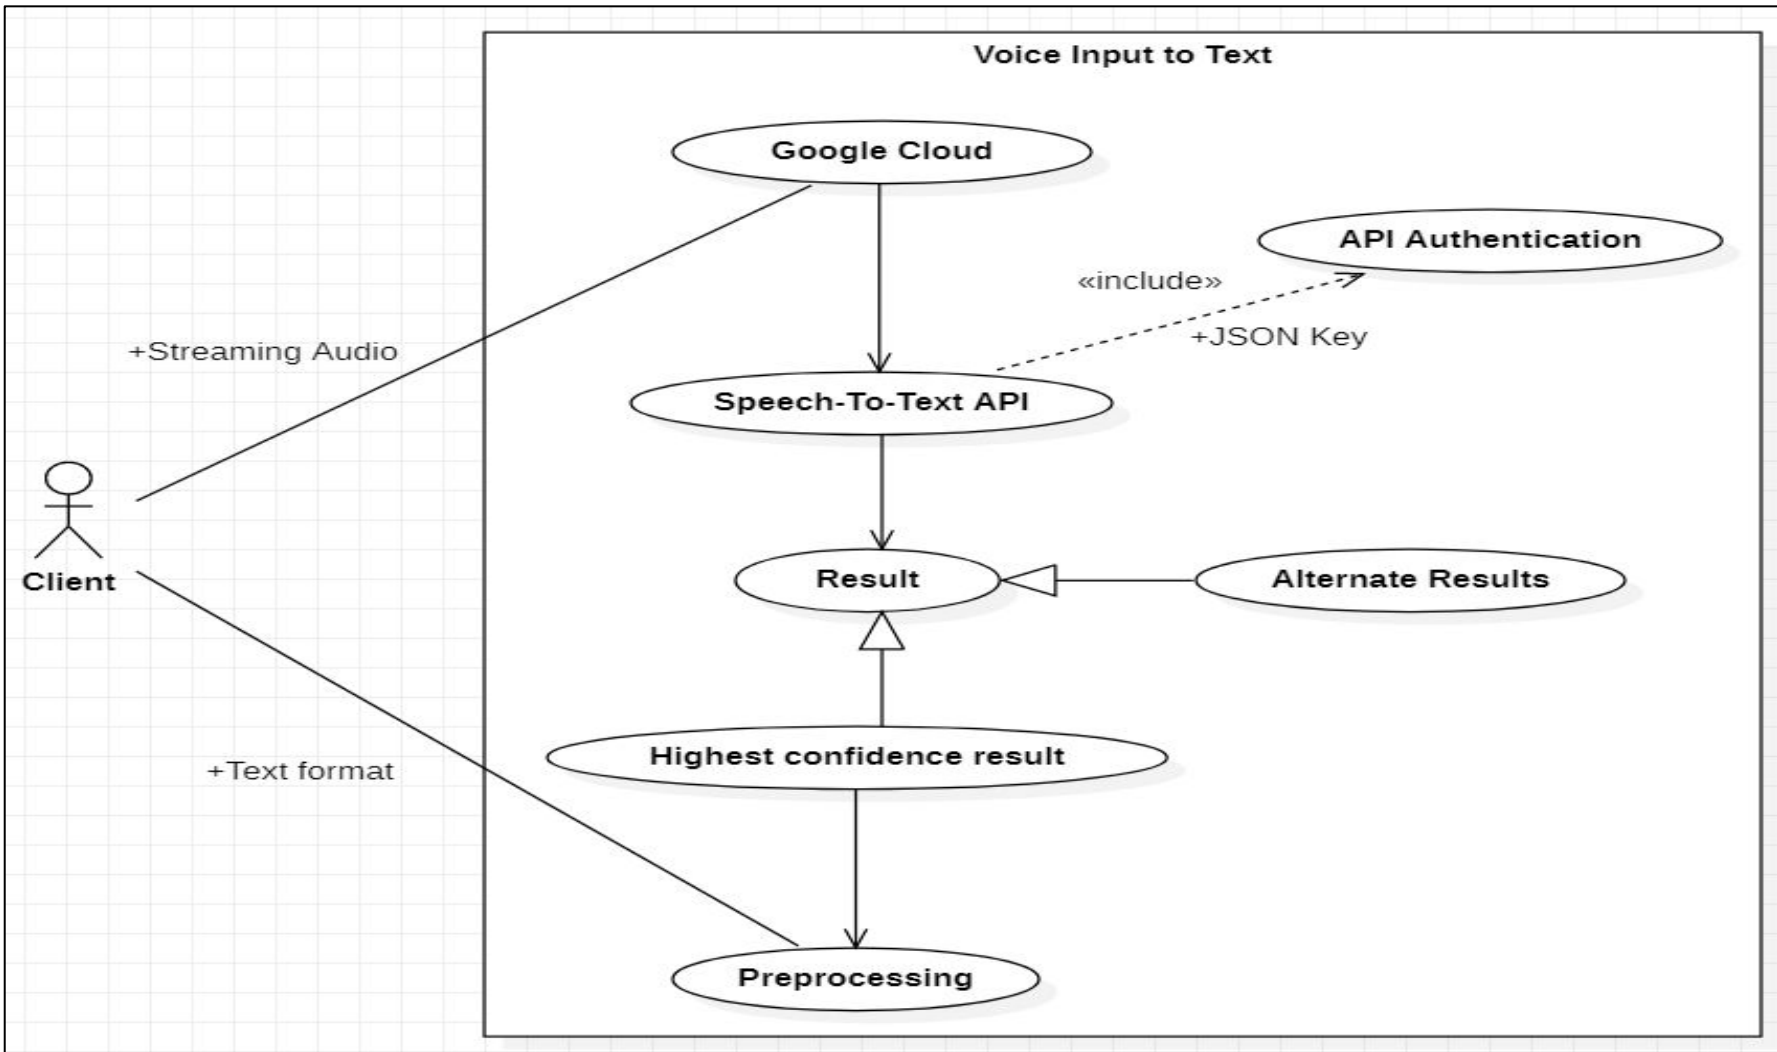 Voice Input to Text
Google Cloud
API Authentication
«include»
+JSON Key
+Streaming Audio
Speech-To-Text API
Client
Result
Alternate Results
Highest confidence result
+Text format
Preprocessing